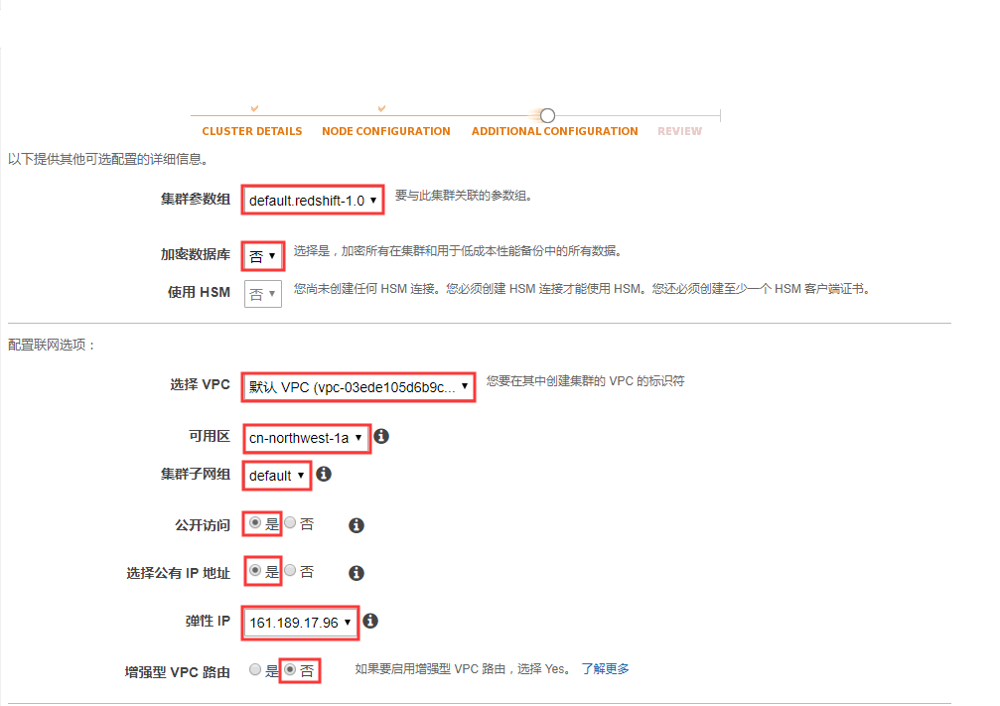 CLUSTER DETAILS NODE CONFIGURATION ADDITIONAL CONFIGURATION REVIEW
以下提供其他可选配置的详细信息。
集群参数组 default.redshift-1.0 要与此集群关联的参数组。
加密数据库 否 选择是，加密所有在集群和用于低成本性能备份中的所有数据。
使用 HSM 否 您尚未创建任何 HSM 连接。您必须创建 HSM 连接才能使用 HSM。您还必须创建至少一个 HSM 客户端证书。
配置联网选项：
选择 VPC 默认 VPC (vpc-03ede105d6b9c... 您要在其中创建集群的 VPC 的标识符
可用区 cn-northwest-1a
集群子网组 default
公开访问 是 否
选择公有 IP 地址 是 否
弹性 IP 161.189.17.96
增强型 VPC 路由 是 否 如果要启用增强型 VPC 路由，选择 Yes。 了解更多